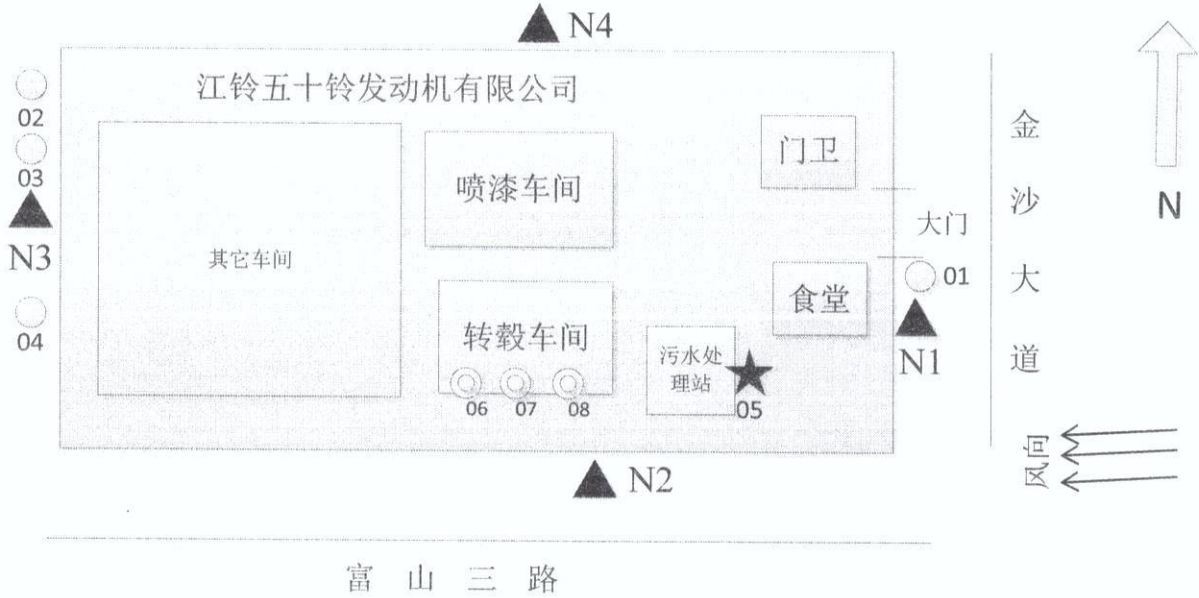 N4
江铃五十铃发动机有限公司
02
03
N3
04
其它车间
喷漆车间
转毂车间
06
07
08
门卫
大门
食堂
01
N1
污水处
理站
05
N2
金沙大道
N
风向
富山三路